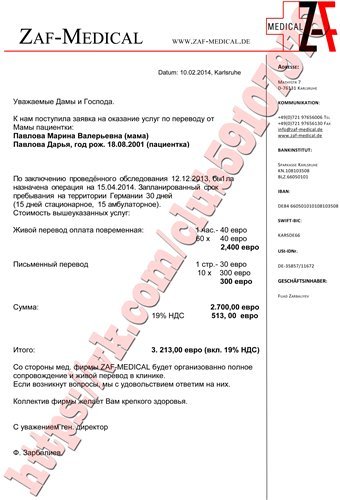 ZAF-MEDICAL
WWW.ZAF-MEDICAL.DE
MEDICAL
Datum: 10.02.2014, Karlsruhe
Уважаемые Дамы и Господа.
К нам поступила заявка на оказание услуг по переводу от
Мамы пациентки:
Павлова Марина Валерьевна (мама)
Павлова Дарья, год рож. 18.08.2001 (пациентка)
По заключению проведённого обследования 12.12.2013, была
назначена операция на 15.04.2014. Запланированный срок
пребывания на территории Германии 30 дней
(15 дней стационарное, 15 амбулаторное).
Стоимость вышеуказанных услуг:
Живой перевод оплата повременная: 1 час.- 40 евро
60 x 40 евро
2,400 евро
Письменный перевод 1 стр.- 30 евро
10 x 300 евро
300 евро
Сумма: 2.700,00 евро
19% НДС 513, 00 евро
Итого: 3. 213,00 евро (вкл. 19% НДС)
Со стороны мед. фирмы ZAF-MEDICAL будет организованно полное
сопровождение и живой перевод в клинике.
Если возникнут вопросы, мы с удовольствием ответим на них.
Коллектив фирмы желает Вам крепкого здоровья.
С уважением ген. директор
Ф. Зарбалиев
ADRESSE:
D-76131 KARLSRUHE
KOMMUNIKATION:
+49(0)721 97656006 TEL
+49(0)721 97656130 FAX
info@zaf-medical.de
www.zaf-medical.de
BANKINSTITUT:
SPARKASSE KARLSRUHE
KN.108103508
BLZ.66050101
IBAN:
DE84 660501010108103508
SWIFT-BIC:
KARSDE66
USt-IDNr:
DE-35857/11672
GESCHÄFTSINHABER:
FUAD ZARBALIYEV